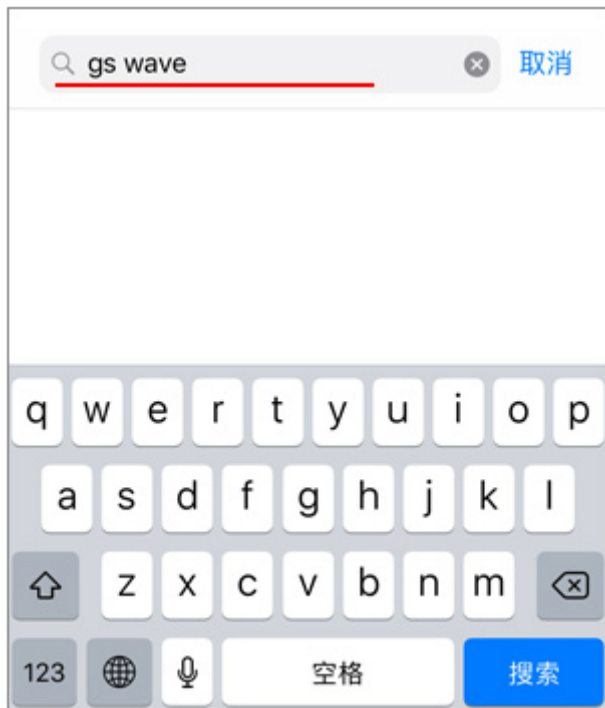 gs wave 取消
q w e r t y u i o p
a s d f g h j k l
z x c v b n m
123 空格 搜索